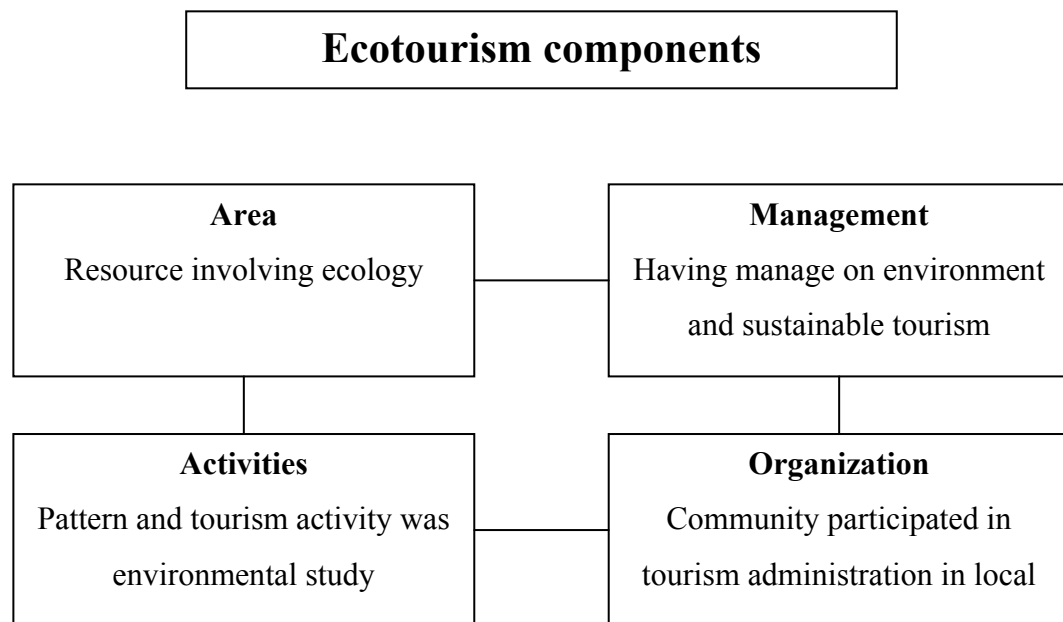 Ecotourism components
Area
Resource involving ecology
Management
Having manage on environment
and sustainable tourism
Activities
Pattern and tourism activity was
environmental study
Organization
Community participated in
tourism administration in local